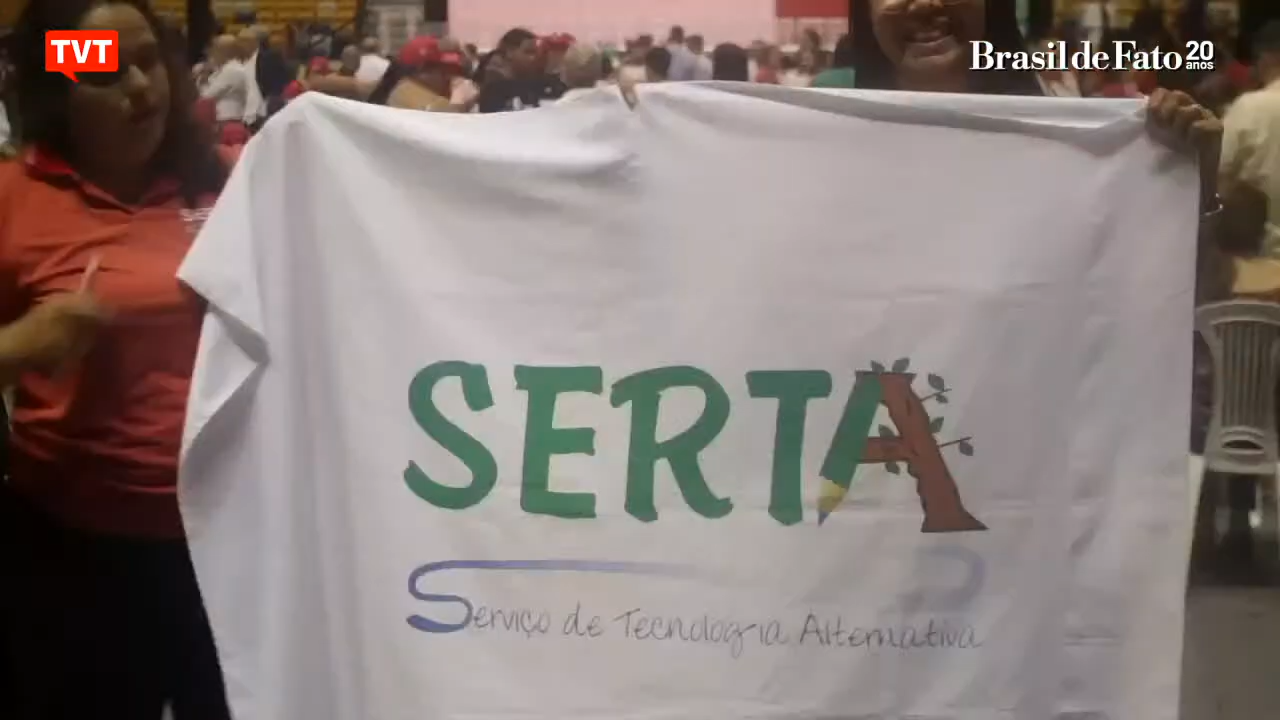 TVT
Brasil de Fato 20 anos
SERTA
Serviço de Tecnologia Alternativa